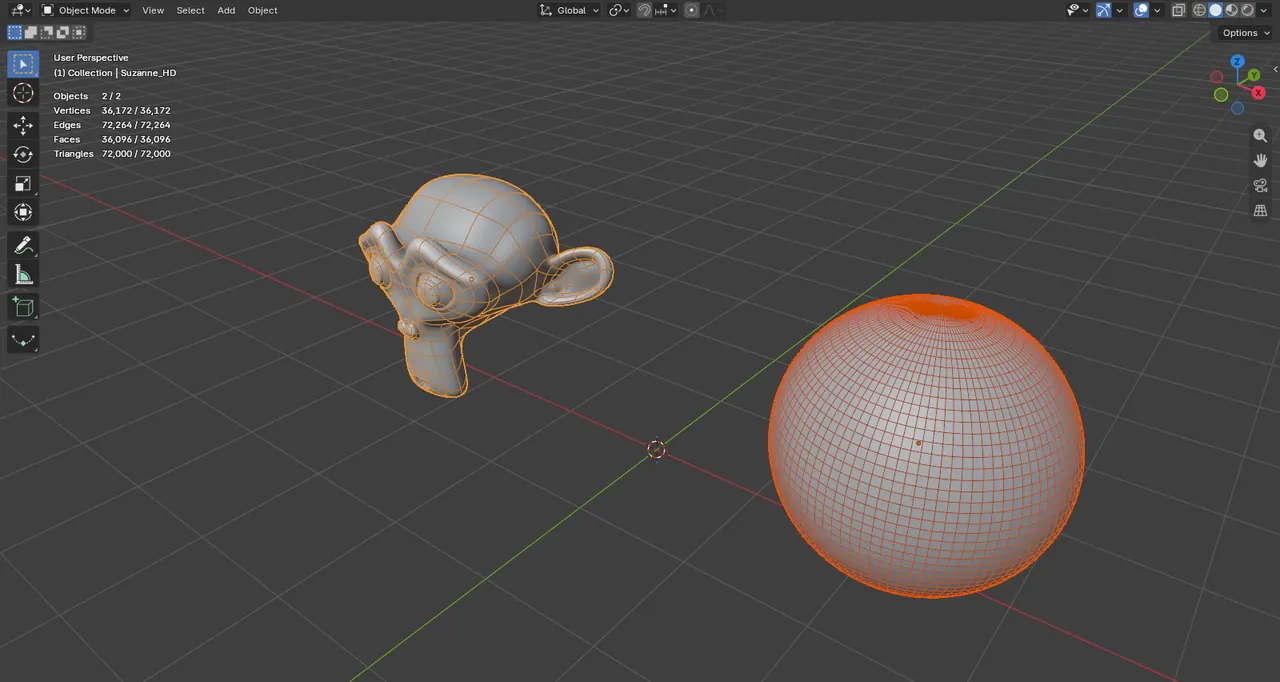 Object Mode View Select Add Object Global
Options
User Perspective
(1) Collection | Suzanne_HD
Objects 2 / 2
Vertices 36,172 / 36,172
Edges 72,264 / 72,264
Faces 36,096 / 36,096
Triangles 72,000 / 72,000
Z
Y
X